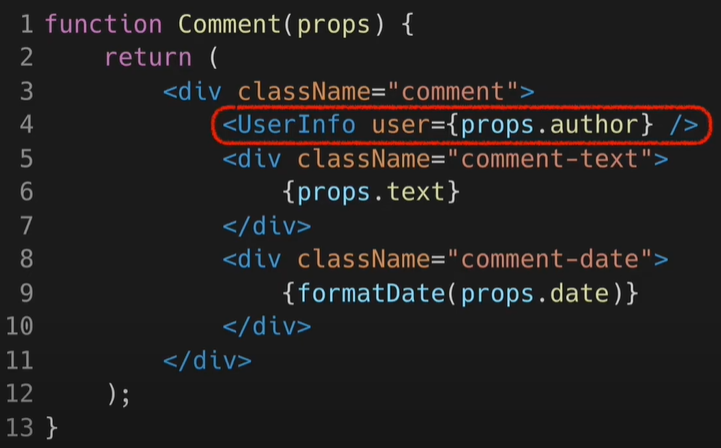 1 function Comment(props) {
2 return (
3 <div className="comment">
4 <UserInfo user={props.author} />
5 <div className="comment-text">
6 {props.text}
7 </div>
8 <div className="comment-date">
9 {formatDate(props.date)}
10 </div>
11 </div>
12 );
13 }